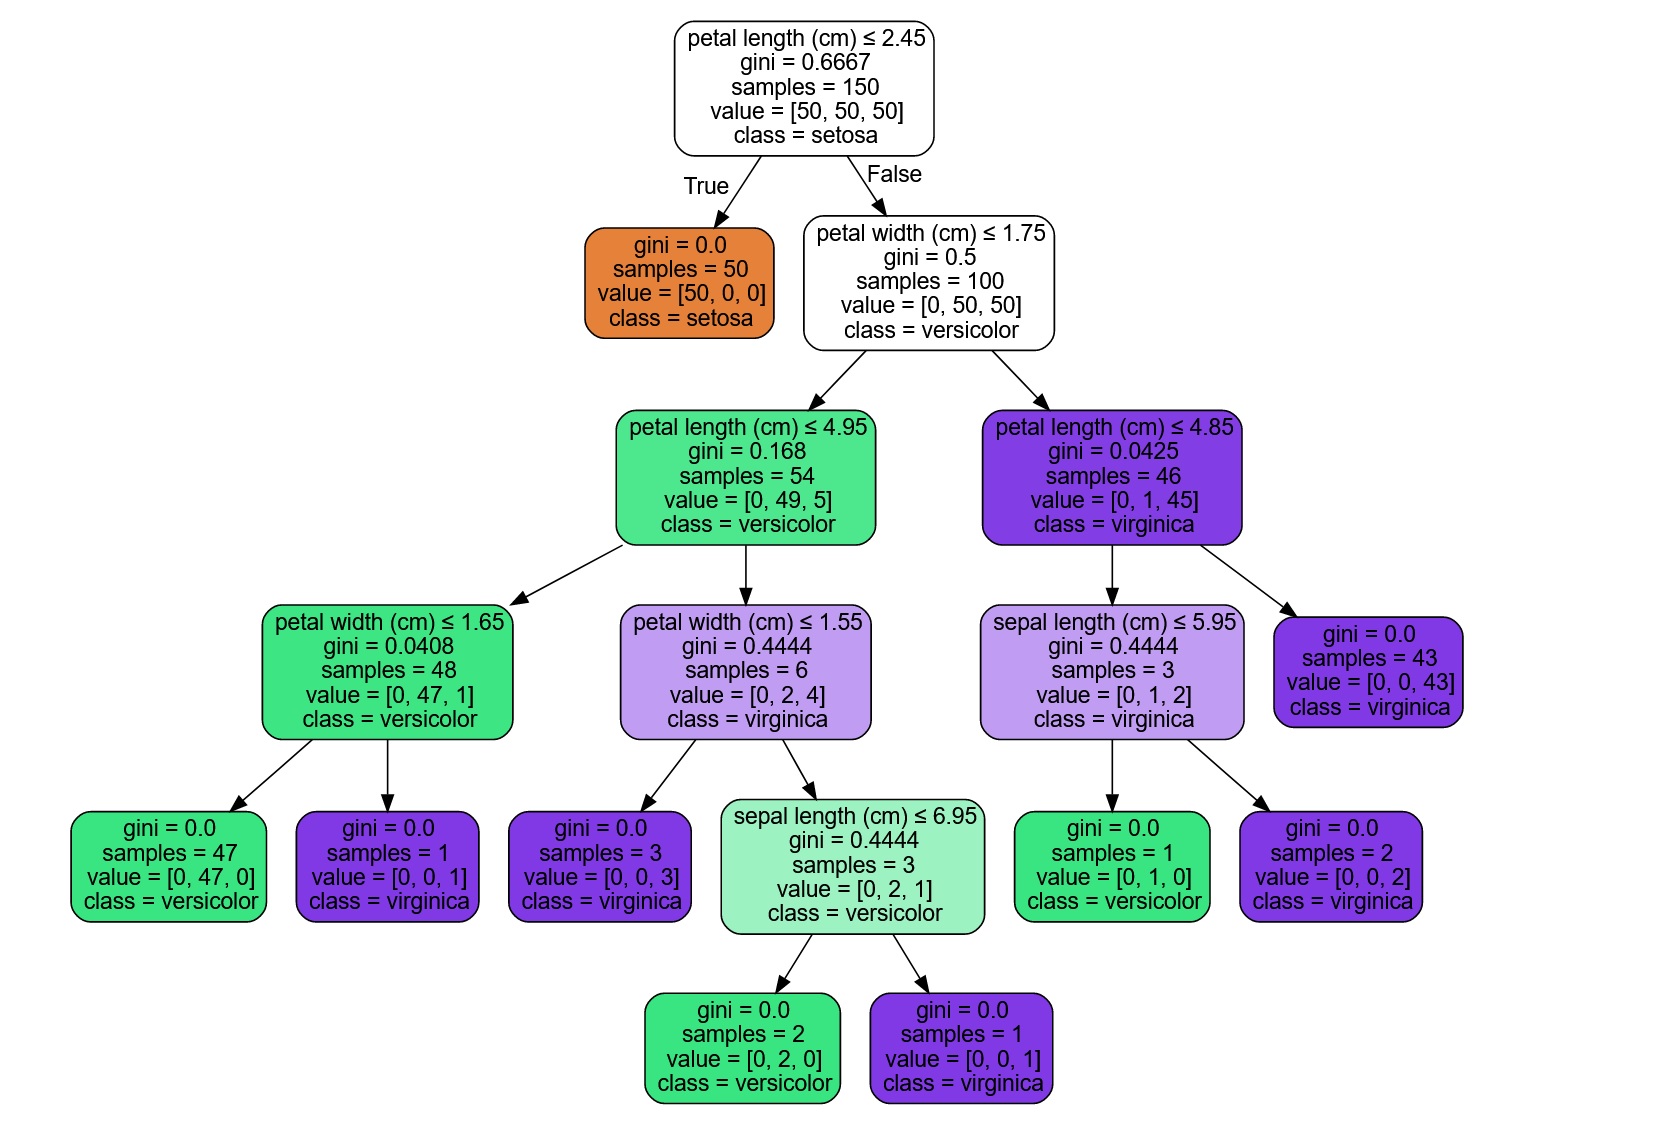 petal length (cm) ≤ 2.45
gini = 0.6667
samples = 150
value = [50, 50, 50]
class = setosa
True
False
gini = 0.0
samples = 50
value = [50, 0, 0]
class = setosa
petal width (cm) ≤ 1.75
gini = 0.5
samples = 100
value = [0, 50, 50]
class = versicolor
petal length (cm) ≤ 4.95
gini = 0.168
samples = 54
value = [0, 49, 5]
class = versicolor
petal length (cm) ≤ 4.85
gini = 0.0425
samples = 46
value = [0, 1, 45]
class = virginica
petal width (cm) ≤ 1.65
gini = 0.0408
samples = 48
value = [0, 47, 1]
class = versicolor
petal width (cm) ≤ 1.55
gini = 0.4444
samples = 6
value = [0, 2, 4]
class = virginica
sepal length (cm) ≤ 5.95
gini = 0.4444
samples = 3
value = [0, 1, 2]
class = virginica
gini = 0.0
samples = 43
value = [0, 0, 43]
class = virginica
gini = 0.0
samples = 47
value = [0, 47, 0]
class = versicolor
gini = 0.0
samples = 1
value = [0, 0, 1]
class = virginica
gini = 0.0
samples = 3
value = [0, 0, 3]
class = virginica
sepal length (cm) ≤ 6.95
gini = 0.4444
samples = 3
value = [0, 2, 1]
class = versicolor
gini = 0.0
samples = 1
value = [0, 1, 0]
class = versicolor
gini = 0.0
samples = 2
value = [0, 0, 2]
class = virginica
gini = 0.0
samples = 2
value = [0, 2, 0]
class = versicolor
gini = 0.0
samples = 1
value = [0, 0, 1]
class = virginica